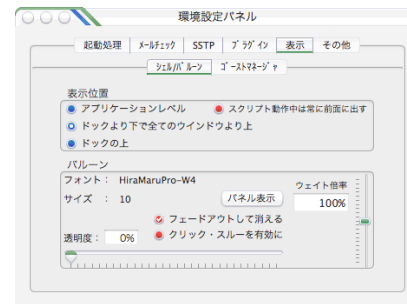 環境設定パネル
起動処理 メールチェック SSTP プラグイン 表示 その他
シェル/バルーン ゴーストマネージャ
表示位置
アプリケーションレベル スクリプト動作中は常に前面に出す
ドックより下で全てのウインドウより上
ドックの上
バルーン
フォント： HiraMaruPro-W4
サイズ ： 10 パネル表示 ウェイト倍率
100%
フェードアウトして消える
透明度： 0% クリック・スルーを有効に